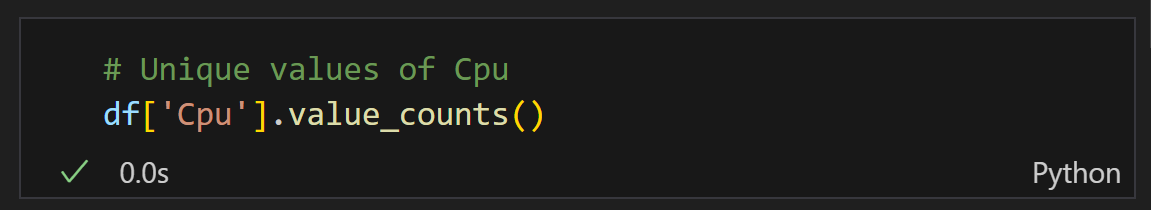 # Unique values of Cpu
df['Cpu'].value_counts()
0.0s
Python